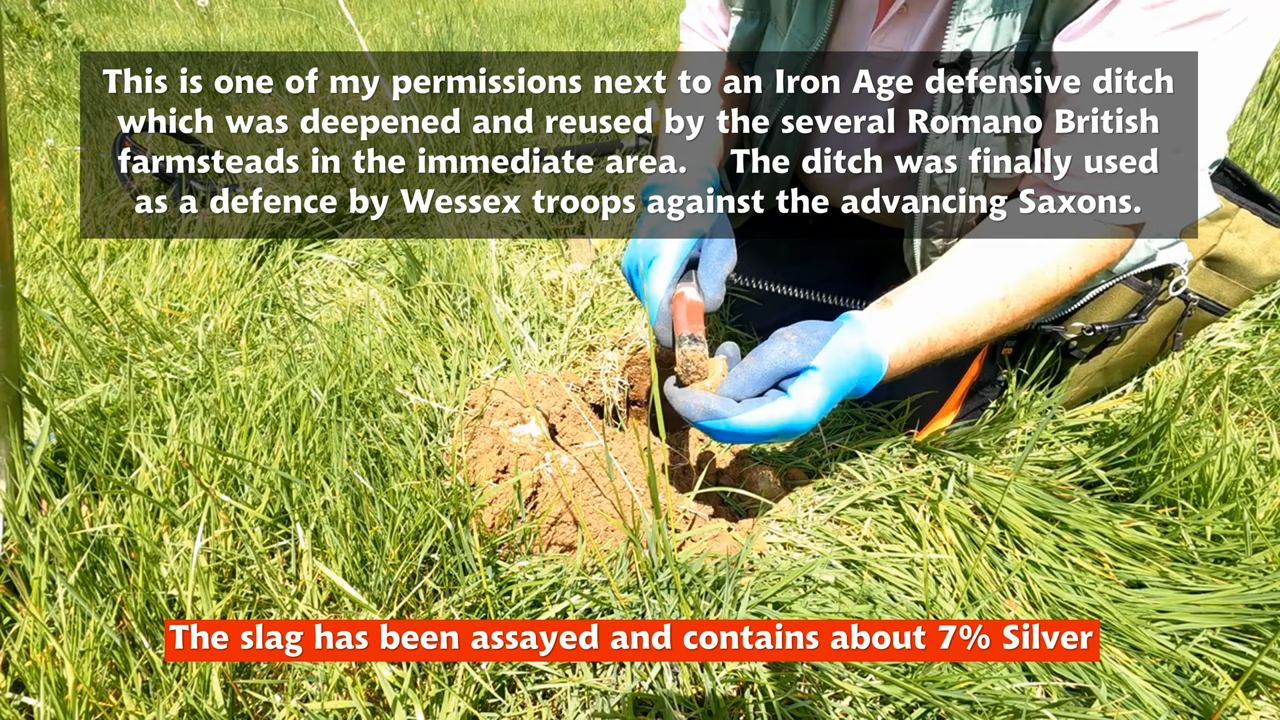 This is one of my permissions next to an Iron Age defensive ditch
which was deepened and reused by the several Romano British
farmsteads in the immediate area. The ditch was finally used
as a defence by Wessex troops against the advancing Saxons.
The slag has been assayed and contains about 7% Silver